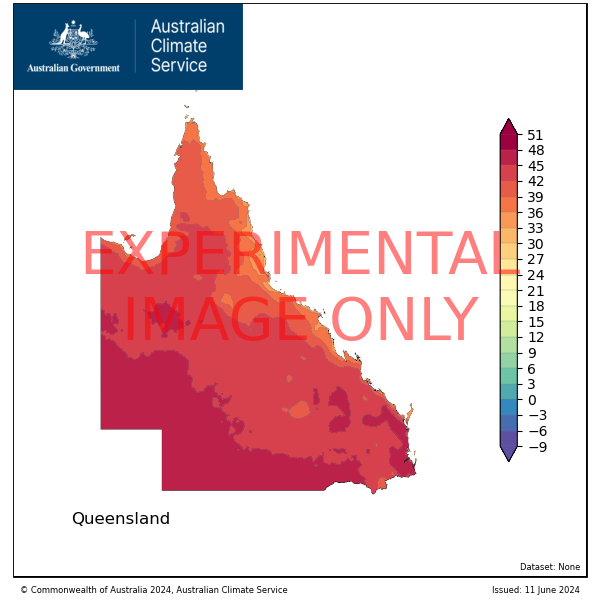 Australian Government
Australian
Climate
Service
EXPERIMENTAL
IMAGE ONLY
51
48
45
42
39
36
33
30
27
24
21
18
15
12
9
6
3
0
−3
−6
−9
Queensland
Dataset: None
© Commonwealth of Australia 2024, Australian Climate Service
Issued: 11 June 2024